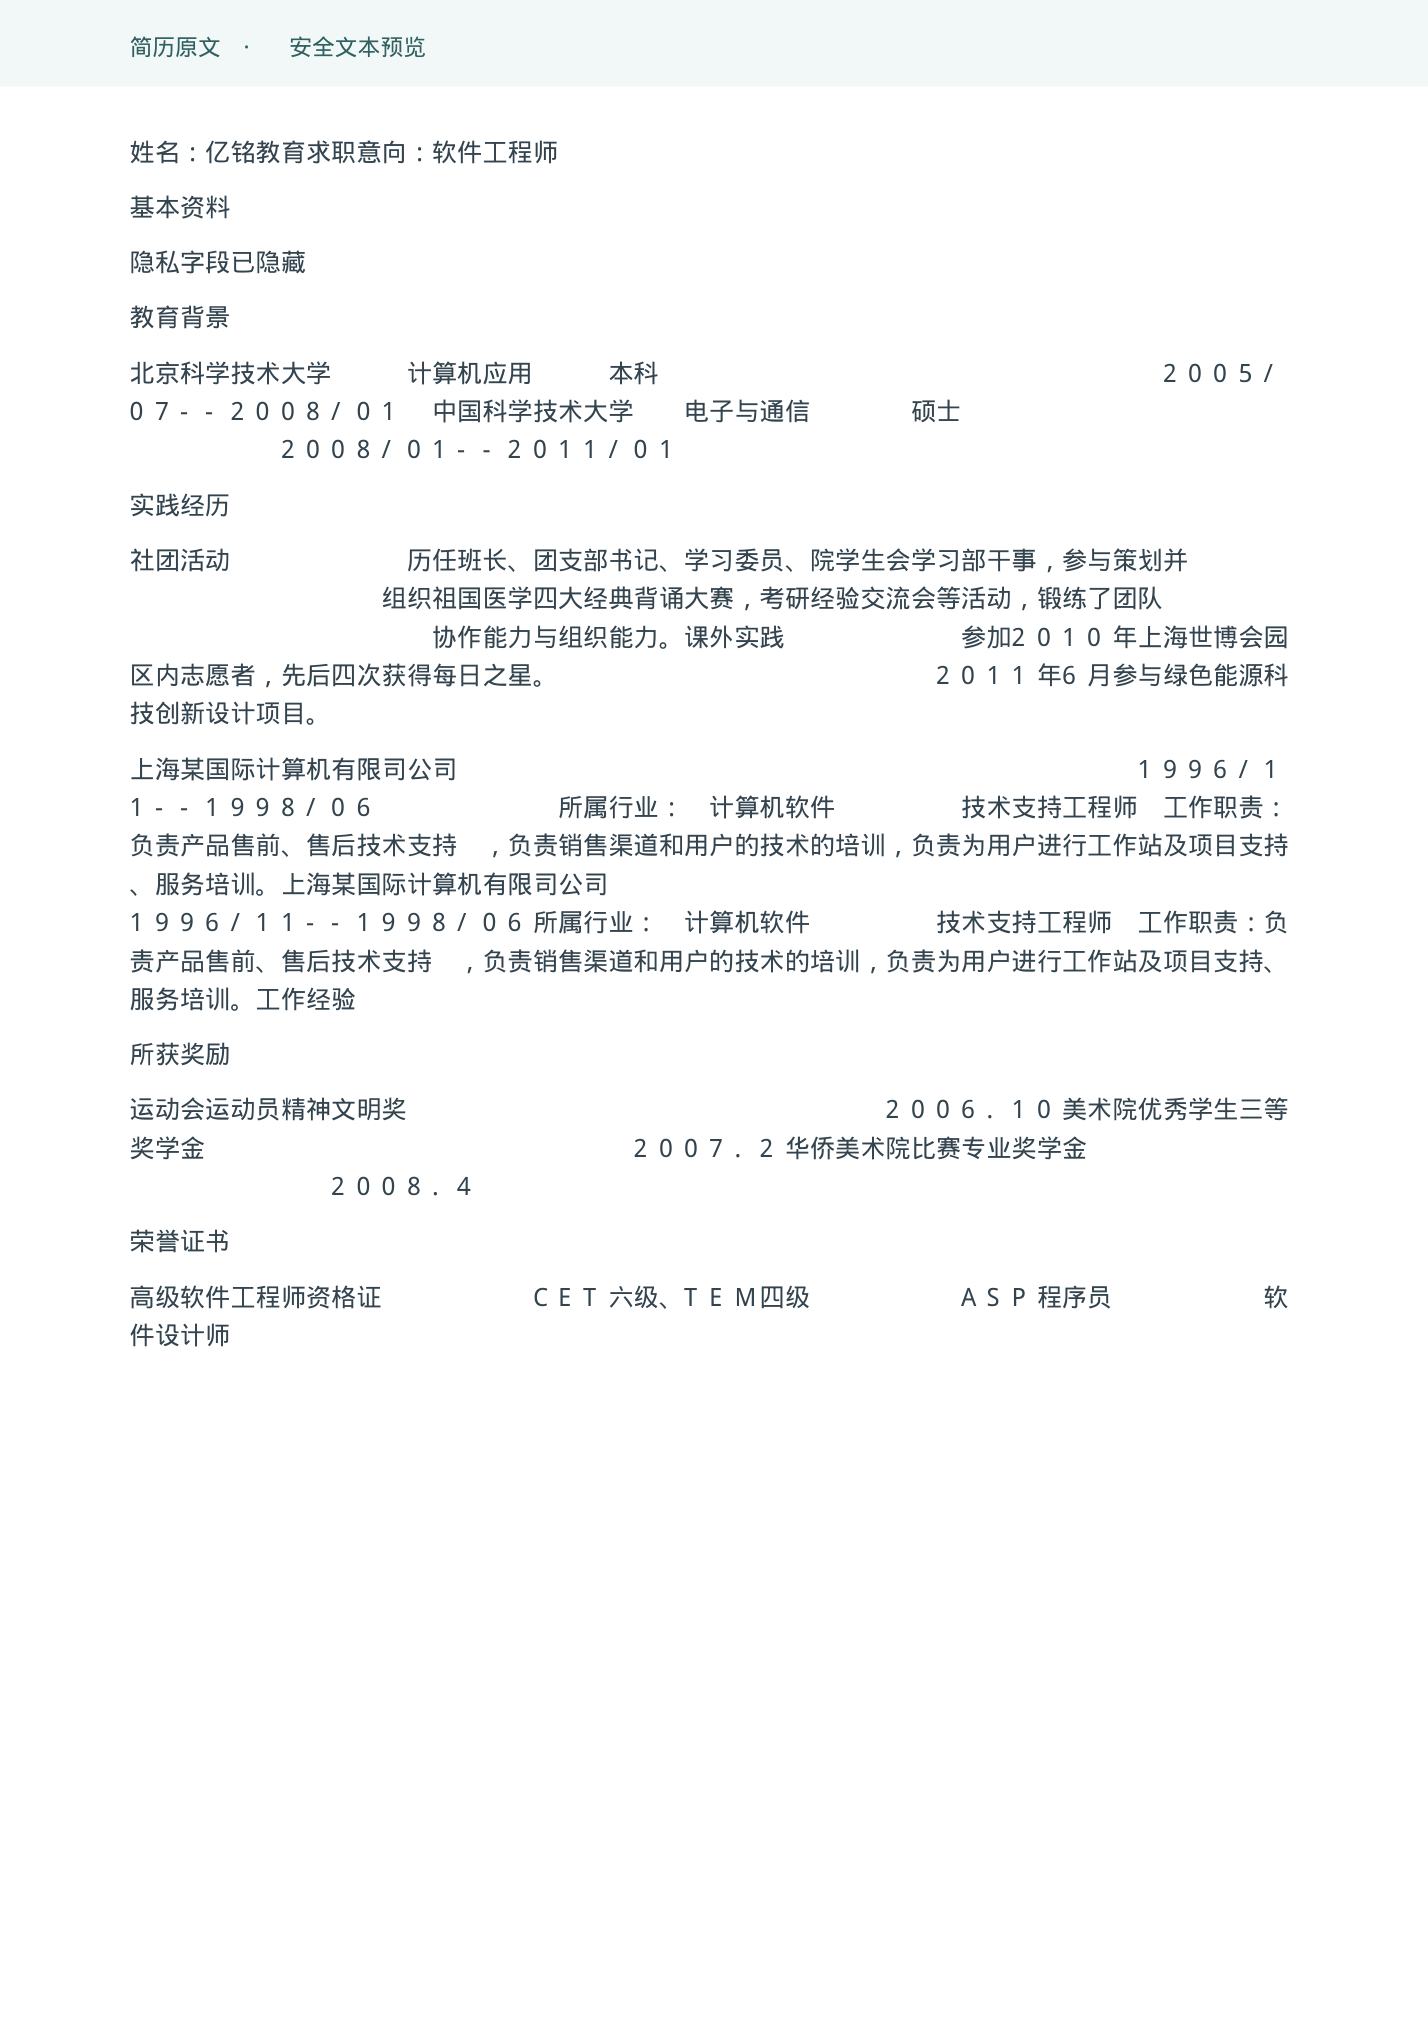 简历原文 · 安全文本预览
姓名：亿铭教育求职意向：软件工程师
基本资料
隐私字段已隐藏
教育背景
北京科学技术大学 计算机应用 本科 2005/
07--2008/01 中国科学技术大学 电子与通信 硕士
2008/01--2011/01
实践经历
社团活动 历任班长、团支部书记、学习委员、院学生会学习部干事，参与策划并
组织祖国医学四大经典背诵大赛，考研经验交流会等活动，锻练了团队
协作能力与组织能力。课外实践 参加2010年上海世博会园
区内志愿者，先后四次获得每日之星。 2011年6月参与绿色能源科
技创新设计项目。
上海某国际计算机有限司公司 1996/1
1--1998/06 所属行业： 计算机软件 技术支持工程师 工作职责：
负责产品售前、售后技术支持 ，负责销售渠道和用户的技术的培训，负责为用户进行工作站及项目支持
、服务培训。上海某国际计算机有限司公司
1996/11--1998/06所属行业： 计算机软件 技术支持工程师 工作职责：负
责产品售前、售后技术支持 ，负责销售渠道和用户的技术的培训，负责为用户进行工作站及项目支持、
服务培训。工作经验
所获奖励
运动会运动员精神文明奖 2006.10美术院优秀学生三等
奖学金 2007.2华侨美术院比赛专业奖学金
2008.4
荣誉证书
高级软件工程师资格证 CET六级、TEM四级 ASP程序员 软
件设计师